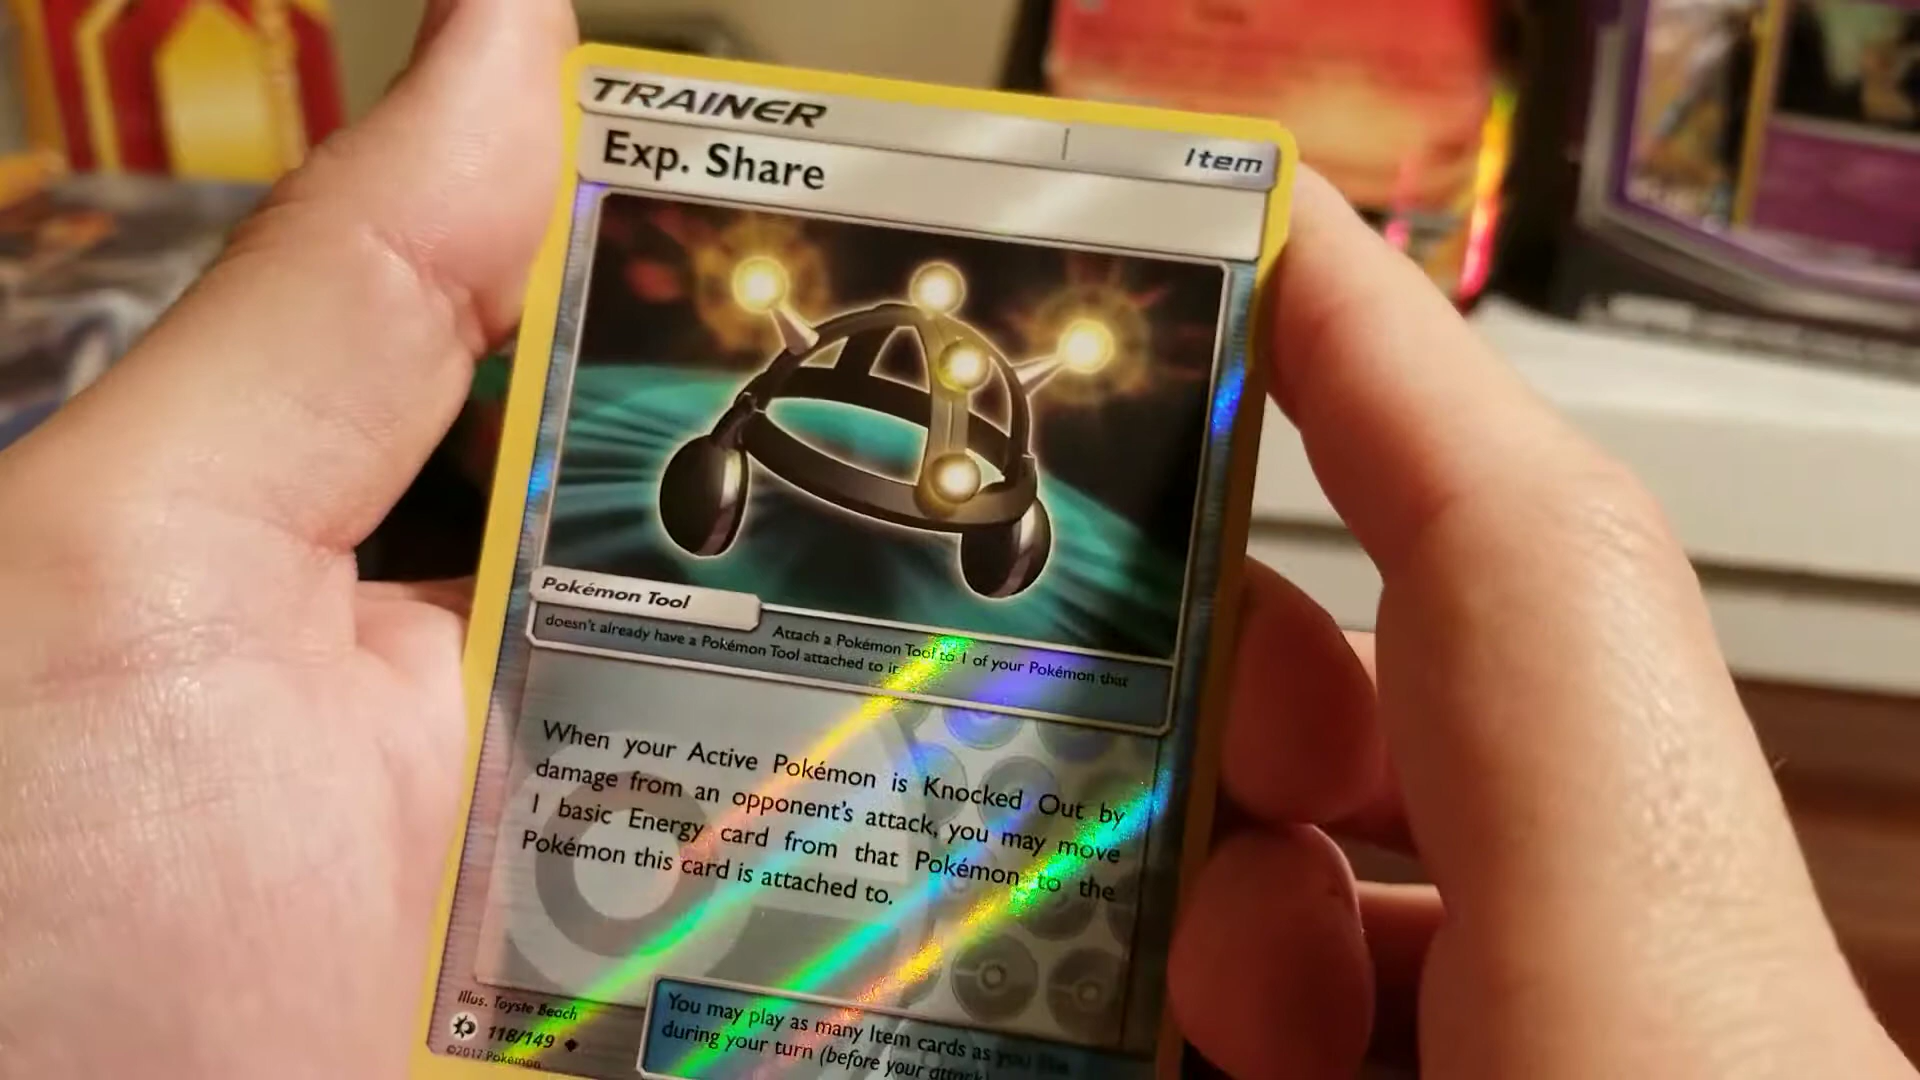 TRAINER
Item
Exp. Share
Pokémon Tool
Attach a Pokémon Tool to 1 of your Pokémon that
doesn't already have a Pokémon Tool attached to it.
When your Active Pokémon is Knocked Out by
damage from an opponent's attack, you may move
1 basic Energy card from that Pokémon to the
Pokémon this card is attached to.
Illus. Toyste Beach
118/149
©2017 Pokémon
You may play as many Item cards as you like
during your turn (before your attack).